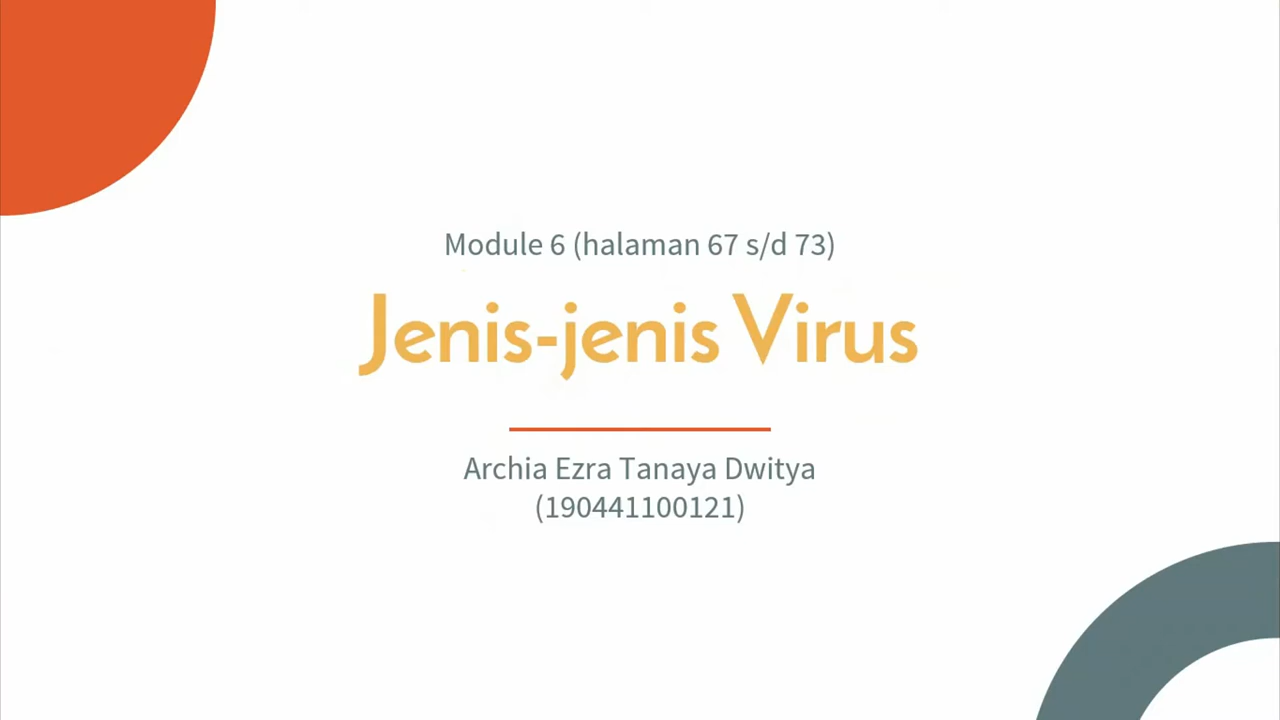 Module 6 (halaman 67 s/d 73)
Jenis-jenis Virus
Archia Ezra Tanaya Dwitya
(190441100121)